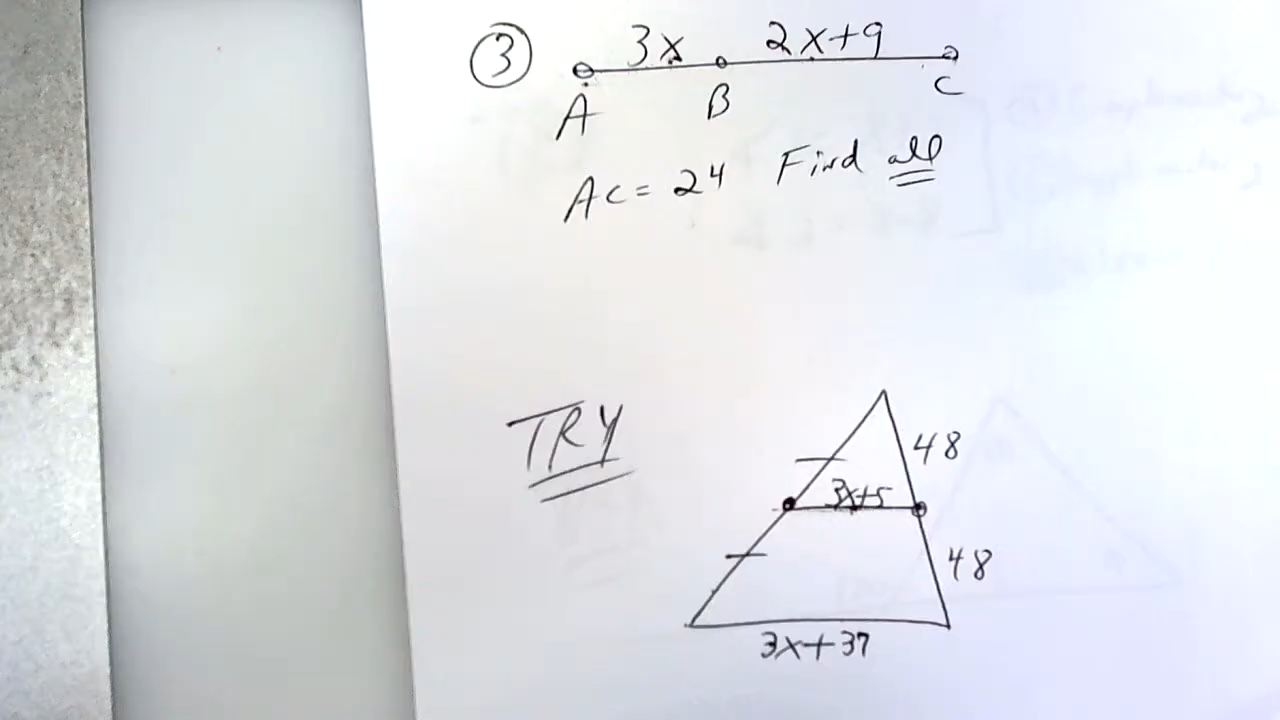 ③ 3x 2x+9
A B C
AC = 24 Find all
TRY
48
3x+5
48
3x+37